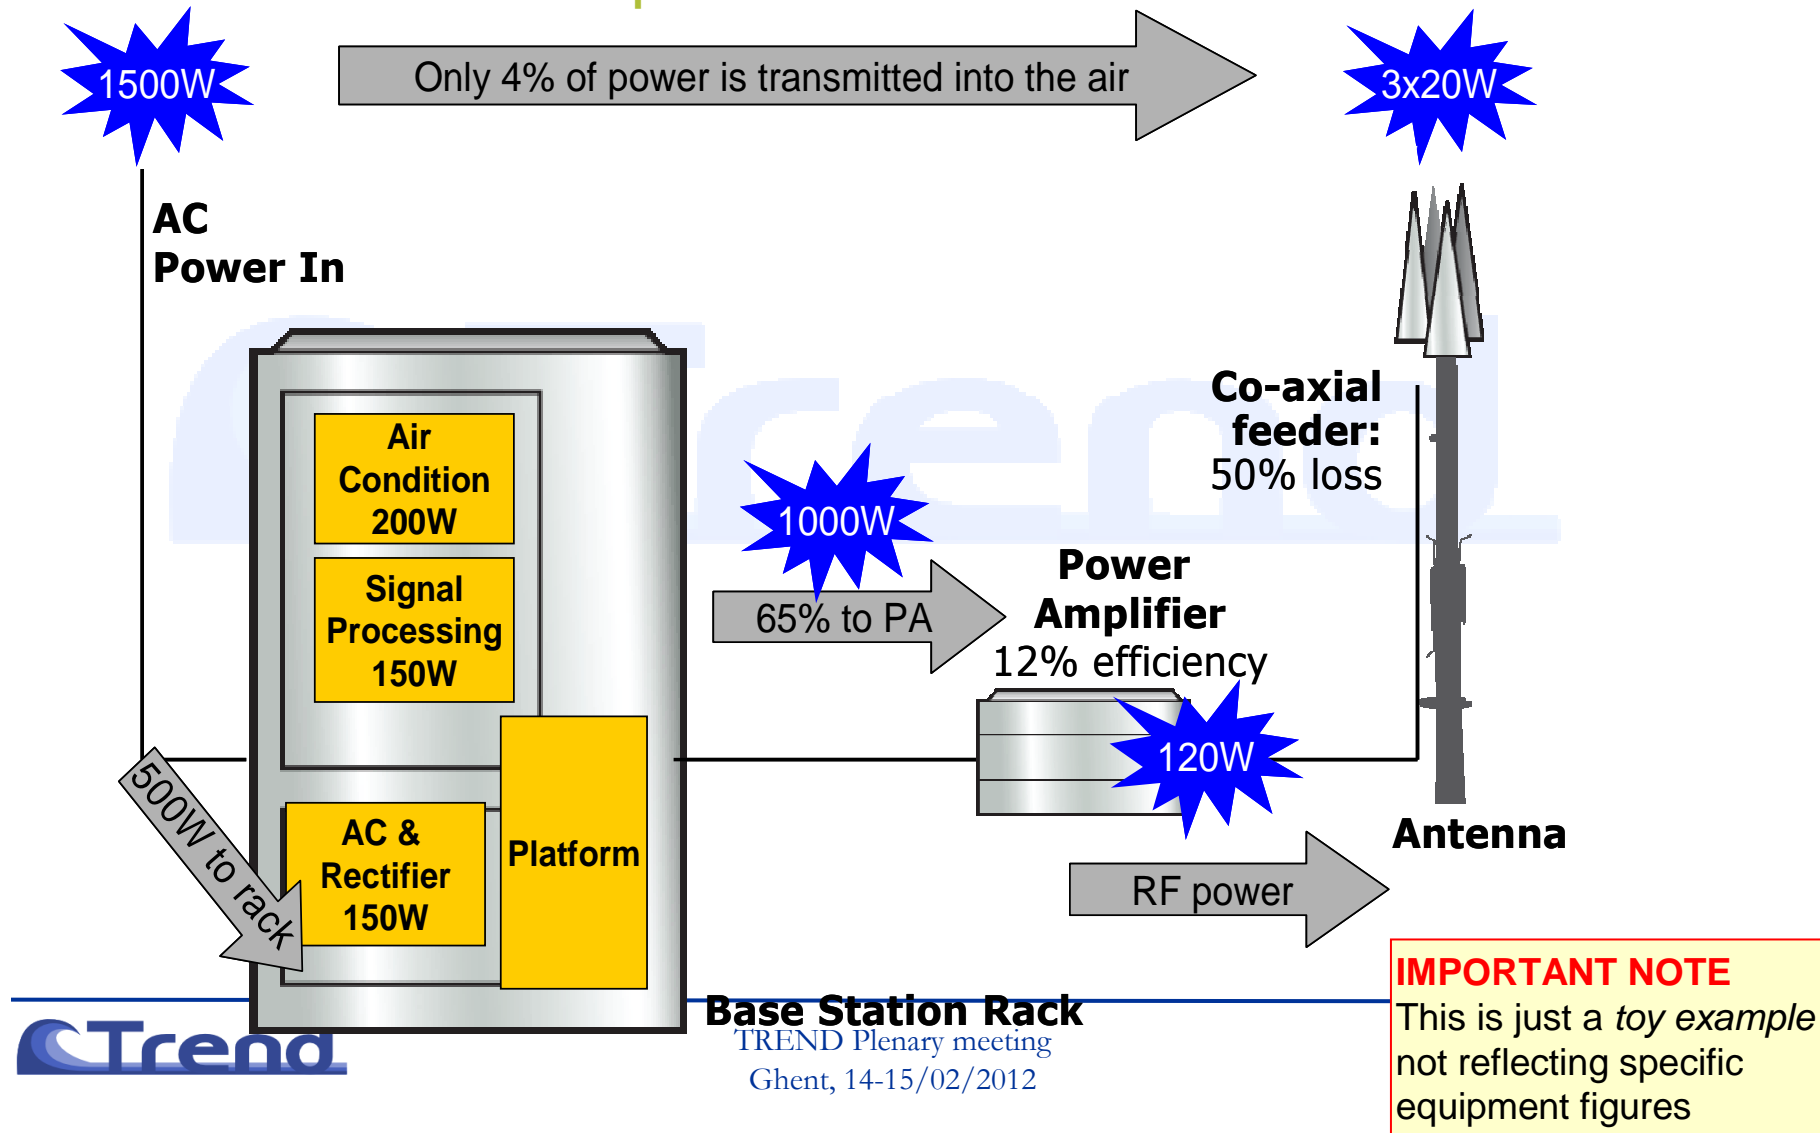 1500W
Only 4% of power is transmitted into the air
3x20W
AC
Power In
Air
Condition
200W
Signal
Processing
150W
AC &
Rectifier
150W
Platform
500W to rack
1000W
65% to PA
Power
Amplifier
12% efficiency
120W
Co-axial
feeder:
50% loss
Antenna
RF power
Base Station Rack
Trend
Trend
TREND Plenary meeting
Ghent, 14-15/02/2012
IMPORTANT NOTE
This is just a toy example
not reflecting specific
equipment figures